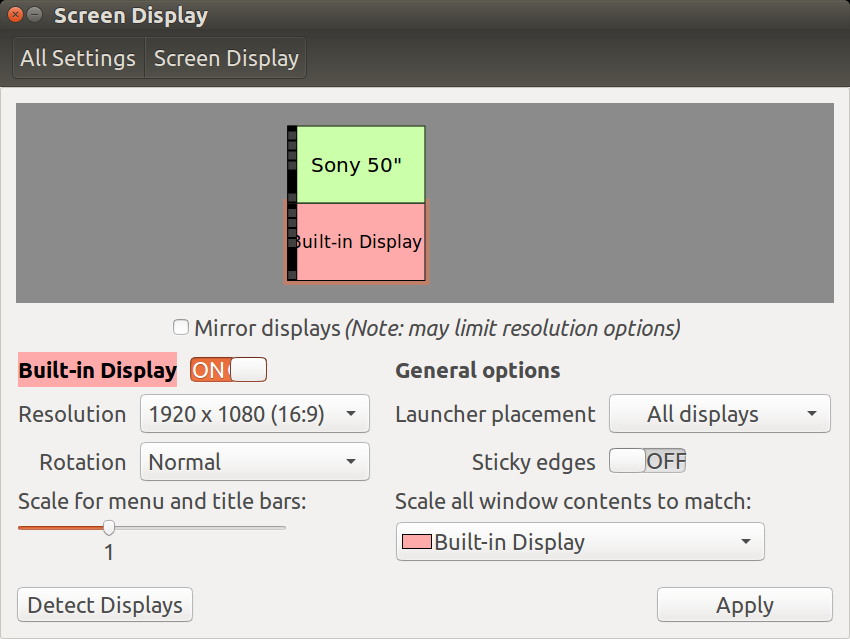 Screen Display
All Settings Screen Display
Sony 50"
Built-in Display
Mirror displays (Note: may limit resolution options)
Built-in Display ON General options
Resolution 1920 x 1080 (16:9) Launcher placement All displays
Rotation Normal Sticky edges OFF
Scale for menu and title bars: Scale all window contents to match:
1 Built-in Display
Detect Displays Apply